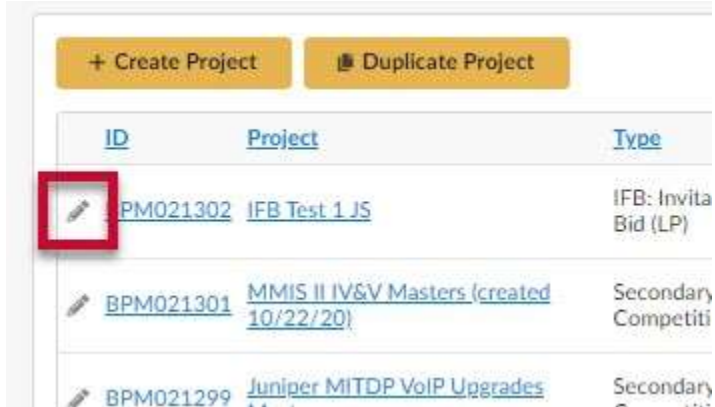 + Create Project Duplicate Project
ID Project Type
PM021302 IFB Test 1 JS IFB: Invita
Bid (LP)
BPM021301 MMIS II IV&V Masters (created Secondary
10/22/20) Competiti
BPM021299 Juniper MITDP VoIP Upgrades Secondary